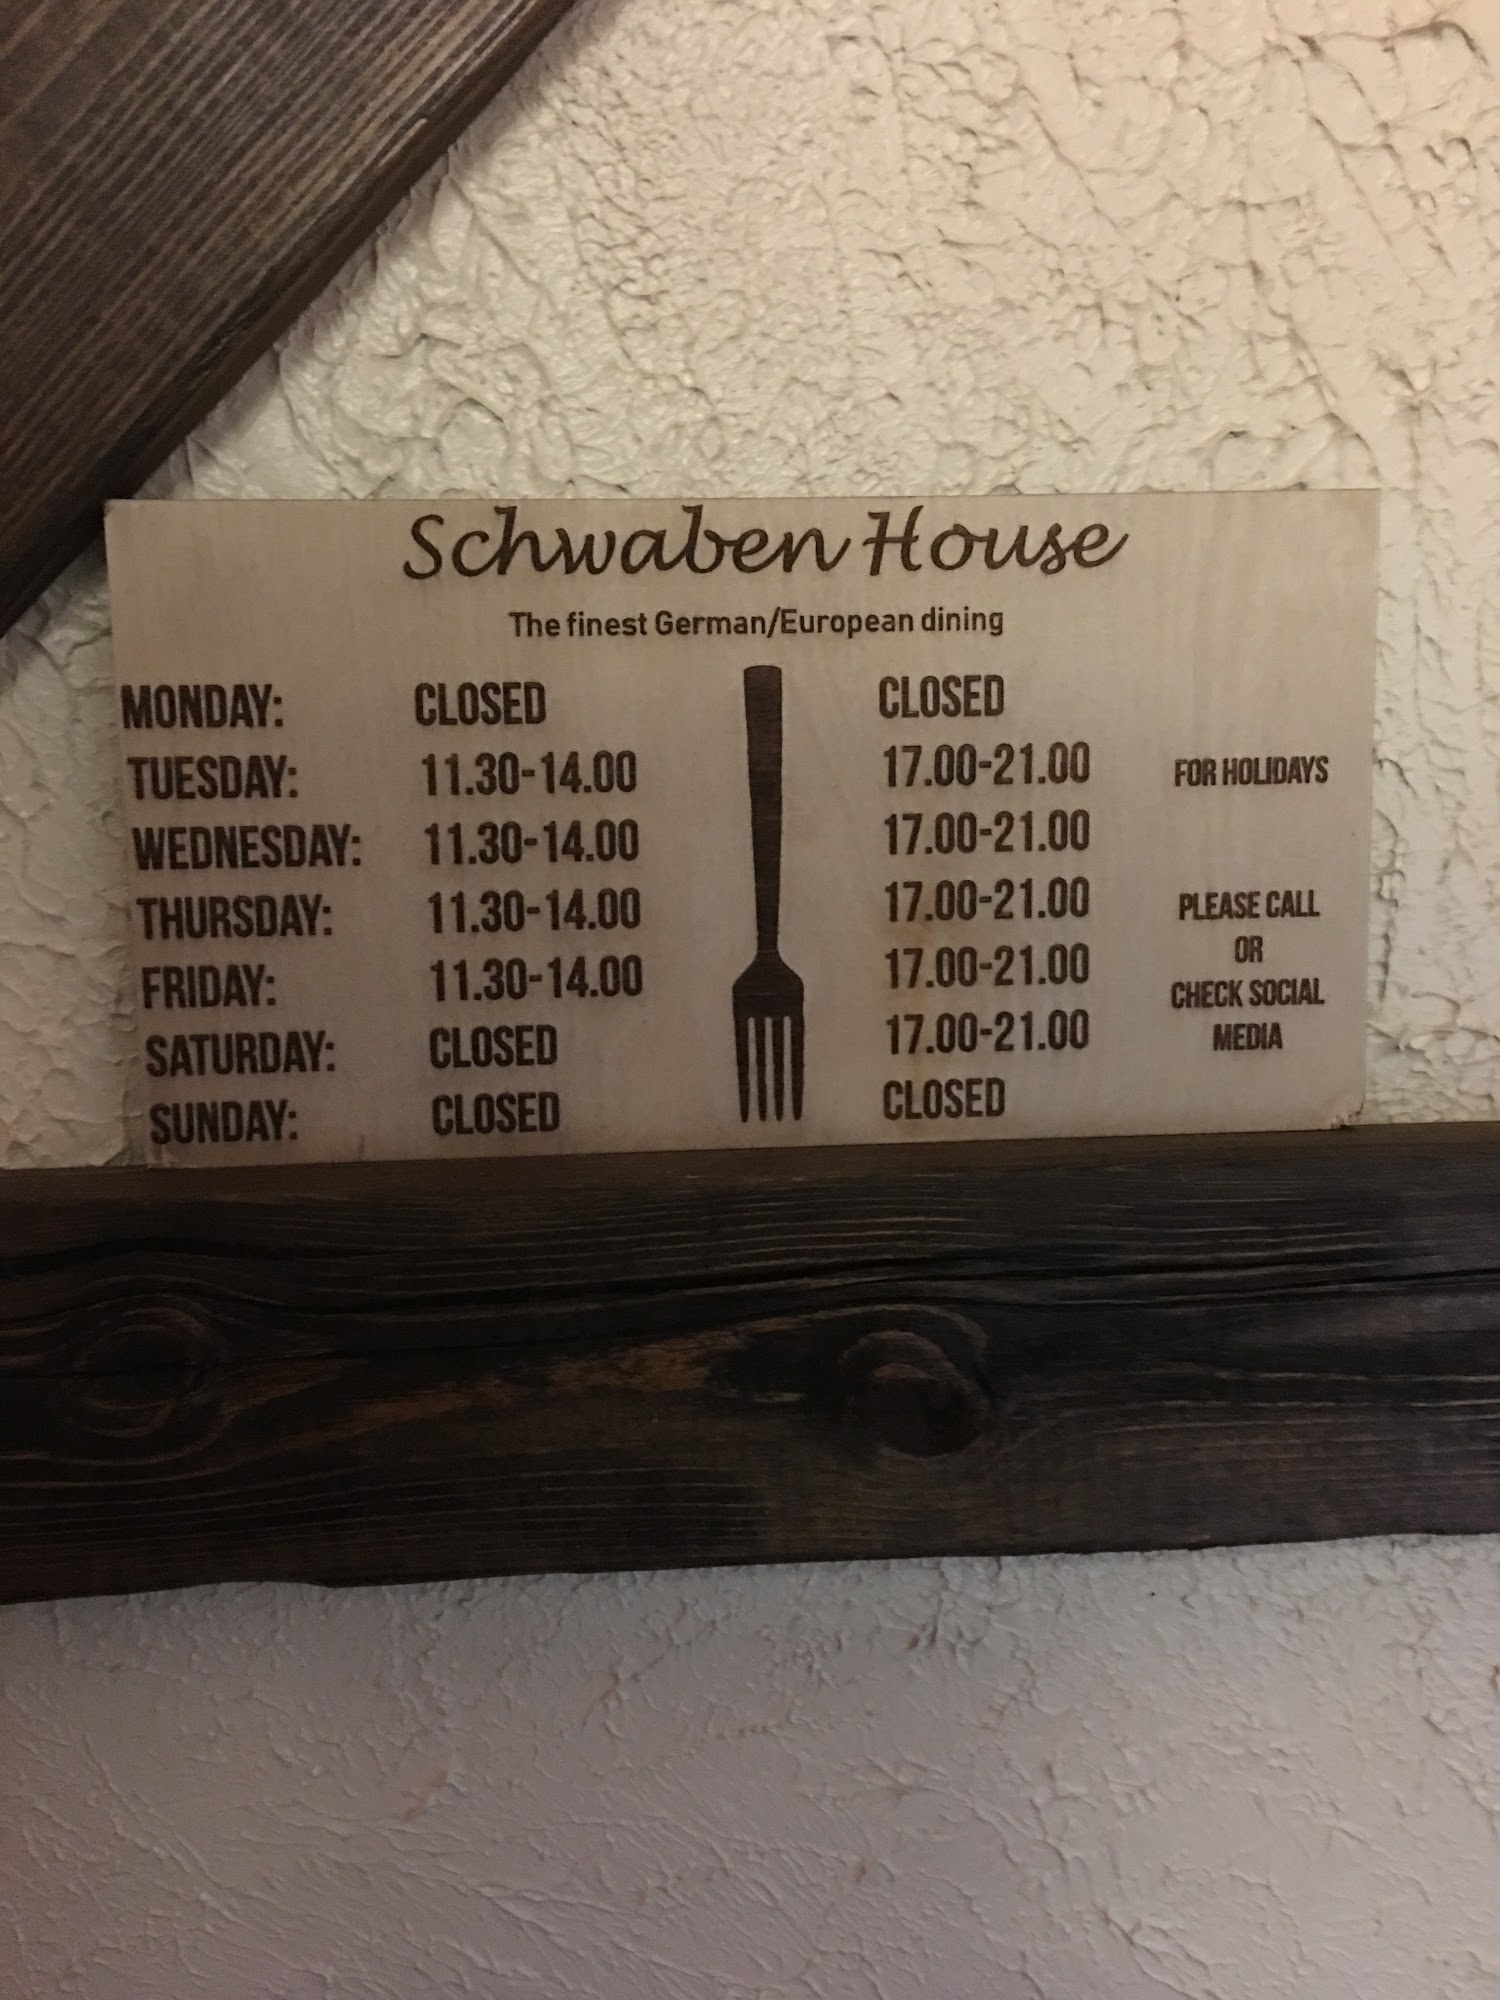 Schwaben House
The finest German/European dining
MONDAY: CLOSED CLOSED
TUESDAY: 11.30-14.00 17.00-21.00 FOR HOLIDAYS
WEDNESDAY: 11.30-14.00 17.00-21.00
THURSDAY: 11.30-14.00 17.00-21.00 PLEASE CALL
OR
FRIDAY: 11.30-14.00 17.00-21.00 CHECK SOCIAL
SATURDAY: CLOSED 17.00-21.00 MEDIA
SUNDAY: CLOSED CLOSED